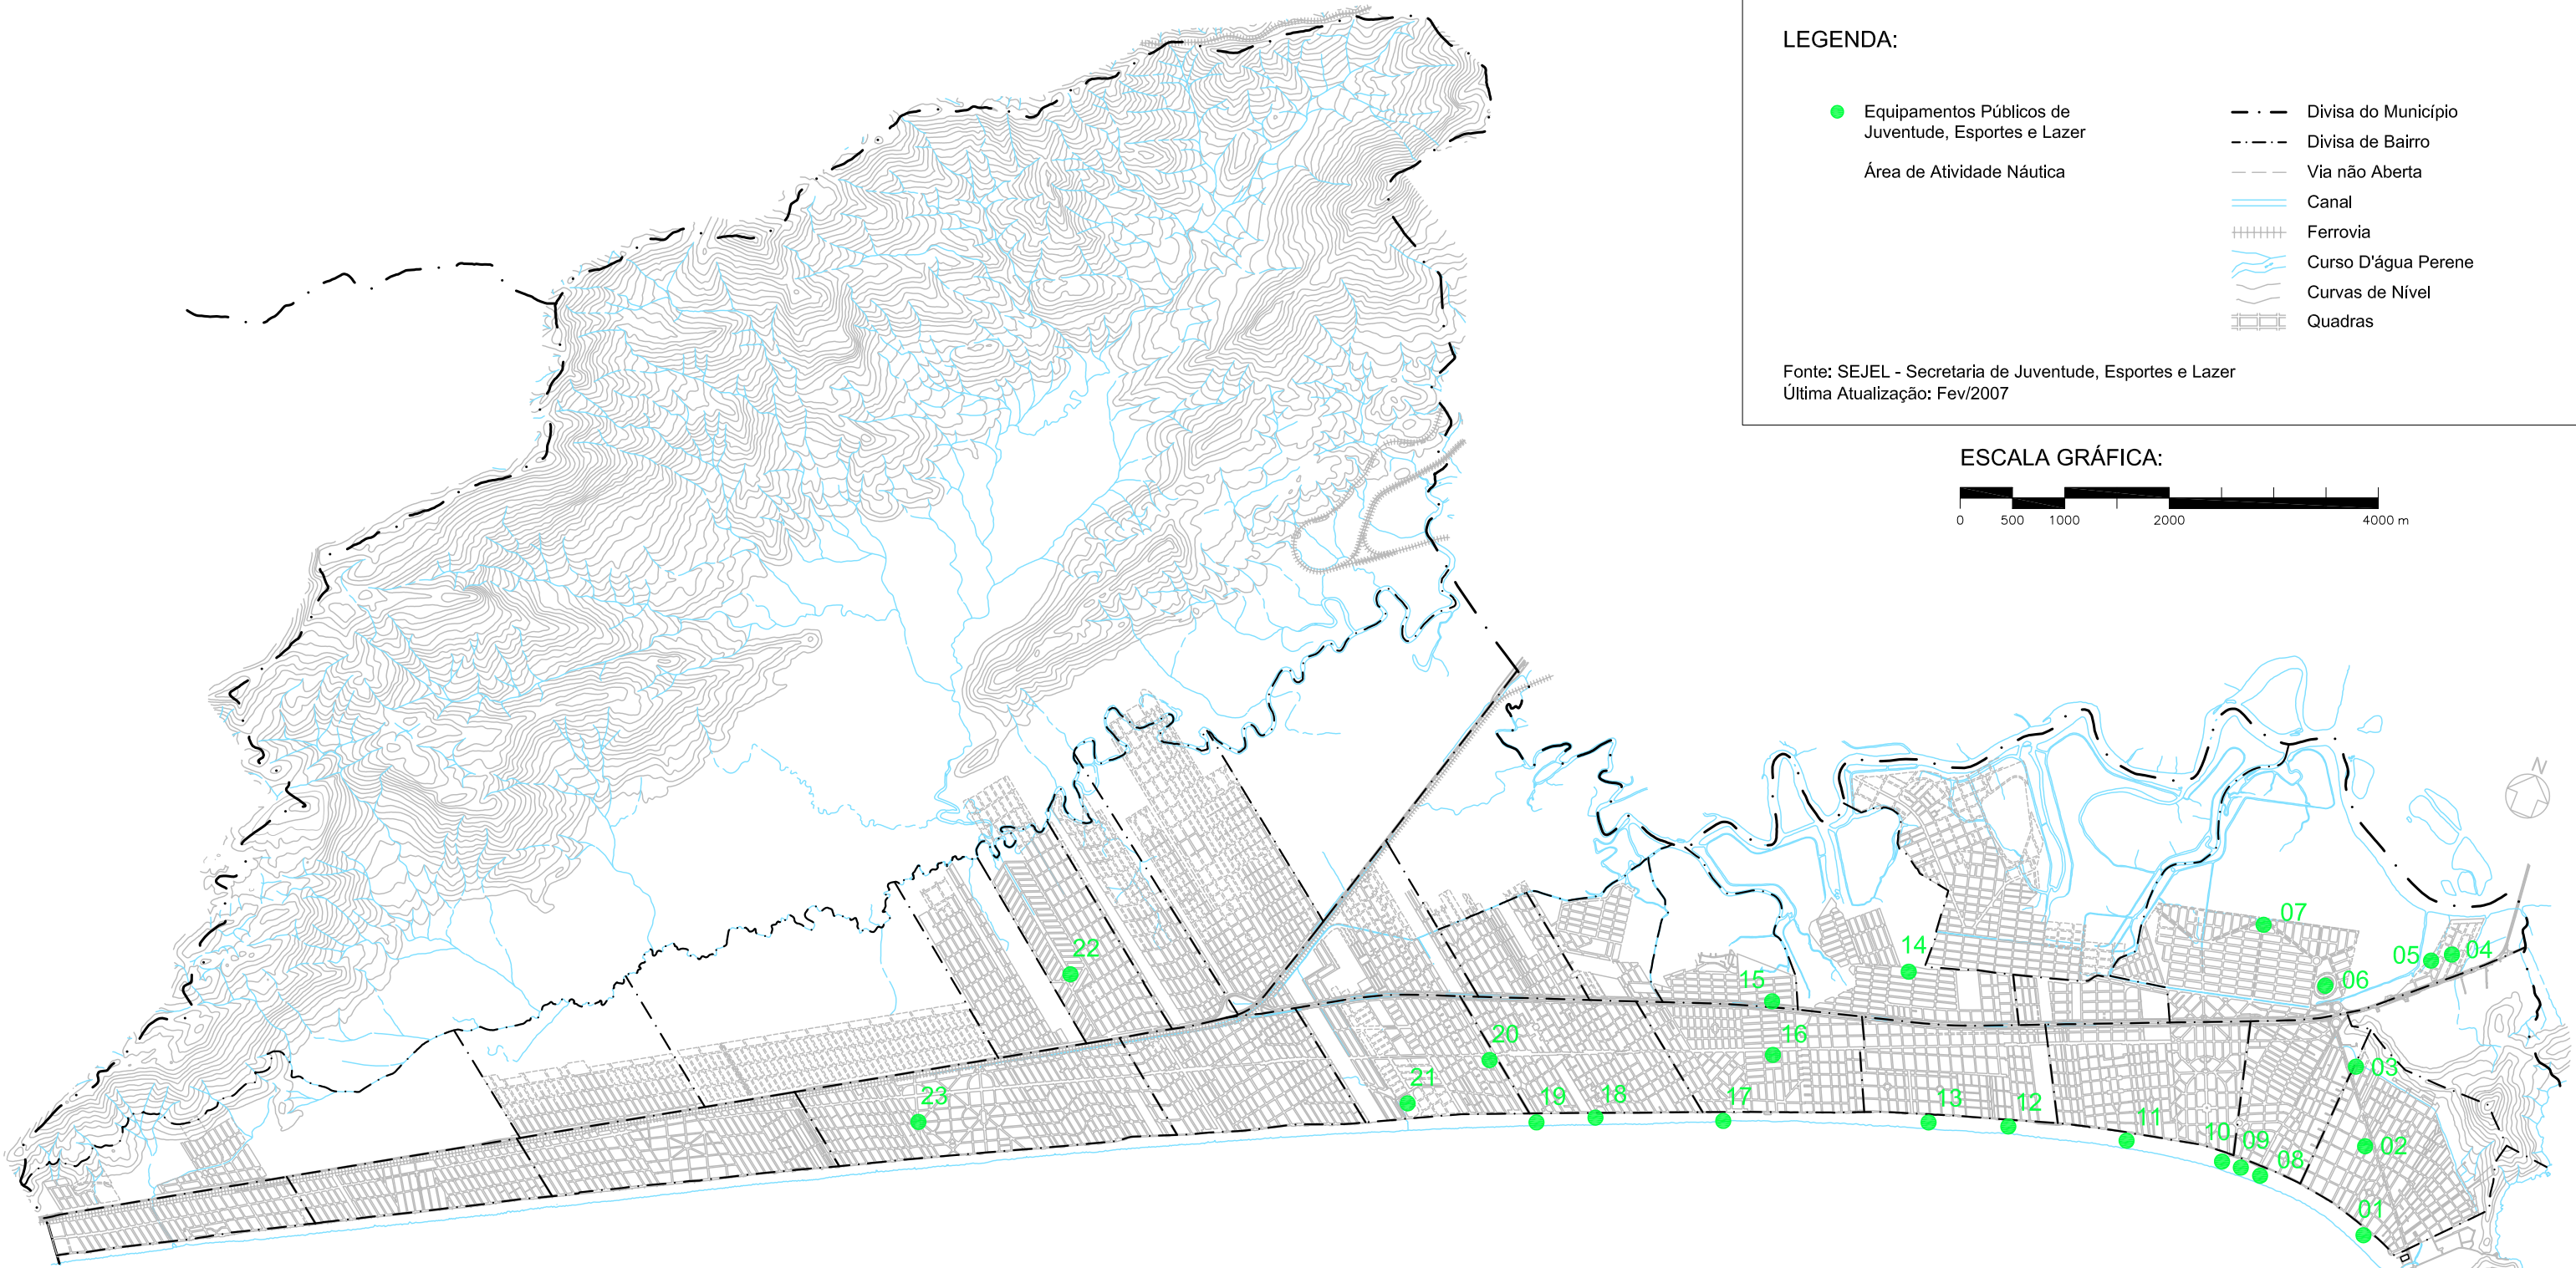 LEGENDA:
Equipamentos Públicos de
Juventude, Esportes e Lazer
Área de Atividade Náutica
Divisa do Município
Divisa de Bairro
Via não Aberta
Canal
Ferrovia
Curso D'água Perene
Curvas de Nível
Quadras
Fonte: SEJEL - Secretaria de Juventude, Esportes e Lazer
Última Atualização: Fev/2007
ESCALA GRÁFICA:
0 500 1000 2000 4000 m
N
07
05
04
06
14
22
15
16
20
21
23
19
18
17
13
12
11
10
09
08
03
02
01